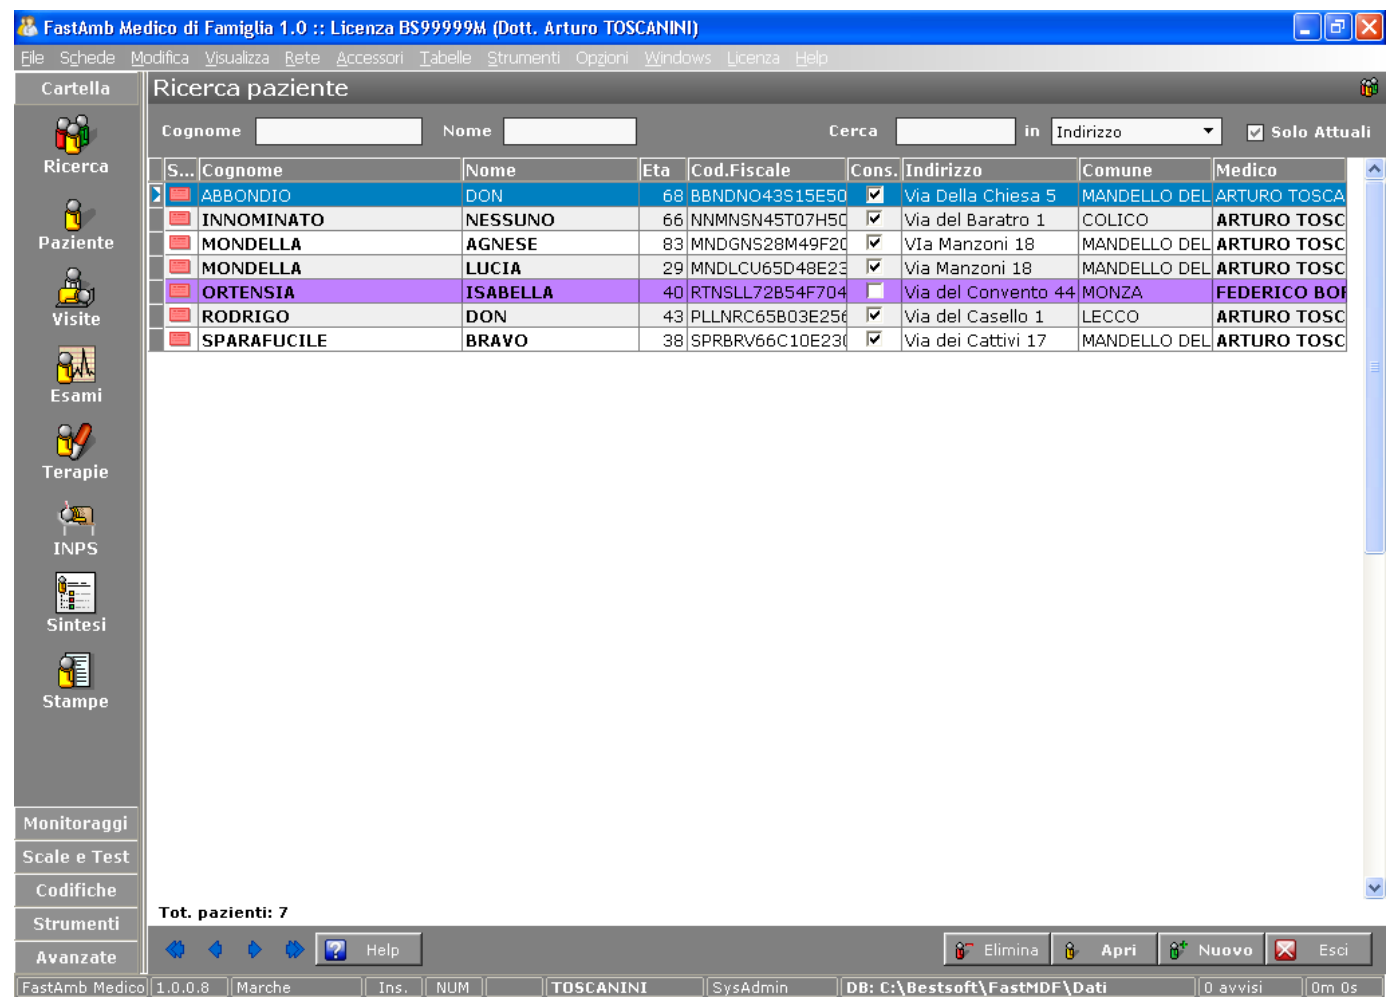 FastAmb Medico di Famiglia 1.0 :: Licenza BS99999M (Dott. Arturo TOSCANINI)
File Schede Modifica Visualizza Rete Accessori Tabelle Strumenti Opzioni Windows Licenza Help
Cartella Ricerca paziente
Cognome Nome Cerca in Indirizzo Solo Attuali
Ricerca
S... Cognome Nome Eta Cod.Fiscale Cons. Indirizzo Comune Medico
ABBONDIO DON 68 BBNDNO43S15E50 Via Della Chiesa 5 MANDELLO DEL ARTURO TOSCA
INNOMINATO NESSUNO 66 NNMNSN45T07H50 Via del Baratro 1 COLICO ARTURO TOSC
Paziente
MONDELLA AGNESE 83 MNDGNS28M49F20 VIa Manzoni 18 MANDELLO DEL ARTURO TOSC
MONDELLA LUCIA 29 MNDLCU65D48E23 Via Manzoni 18 MANDELLO DEL ARTURO TOSC
ORTENSIA ISABELLA 40 RTNSLL72B54F704 Via del Convento 44 MONZA FEDERICO BOR
Visite
RODRIGO DON 43 PLLNRC65B03E256 Via del Casello 1 LECCO ARTURO TOSC
SPARAFUCILE BRAVO 38 SPRBRV66C10E230 Via dei Cattivi 17 MANDELLO DEL ARTURO TOSC
Esami
Terapie
INPS
Sintesi
Stampe
Monitoraggi
Scale e Test
Codifiche
Strumenti
Avanzate
Tot. pazienti: 7
Help Elimina Apri Nuovo Esci
FastAmb Medico 1.0.0.8 Marche Ins. NUM TOSCANINI SysAdmin DB: C:\Bestsoft\FastMDF\Dati 0 avvisi 0m 0s